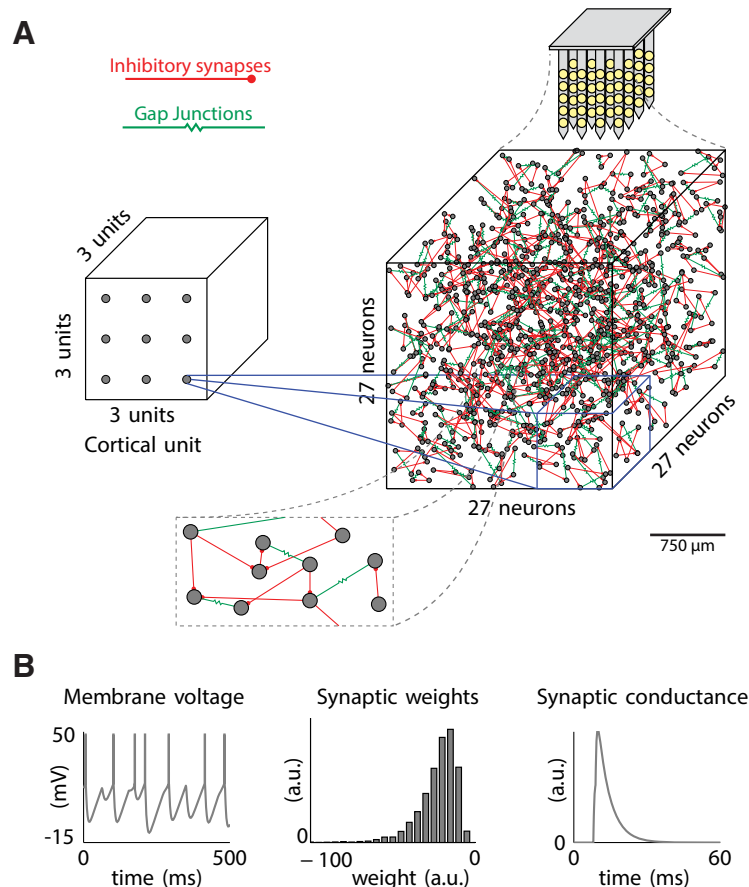 A
Inhibitory synapses
Gap Junctions
3 units
3 units
3 units
Cortical unit
27 neurons
27 neurons
27 neurons
750 µm
B
Membrane voltage
50
(mV)
-15
0
500
time (ms)
Synaptic weights
(a.u.)
0
– 100
0
weight (a.u.)
Synaptic conductance
(a.u.)
0
0
60
time (ms)